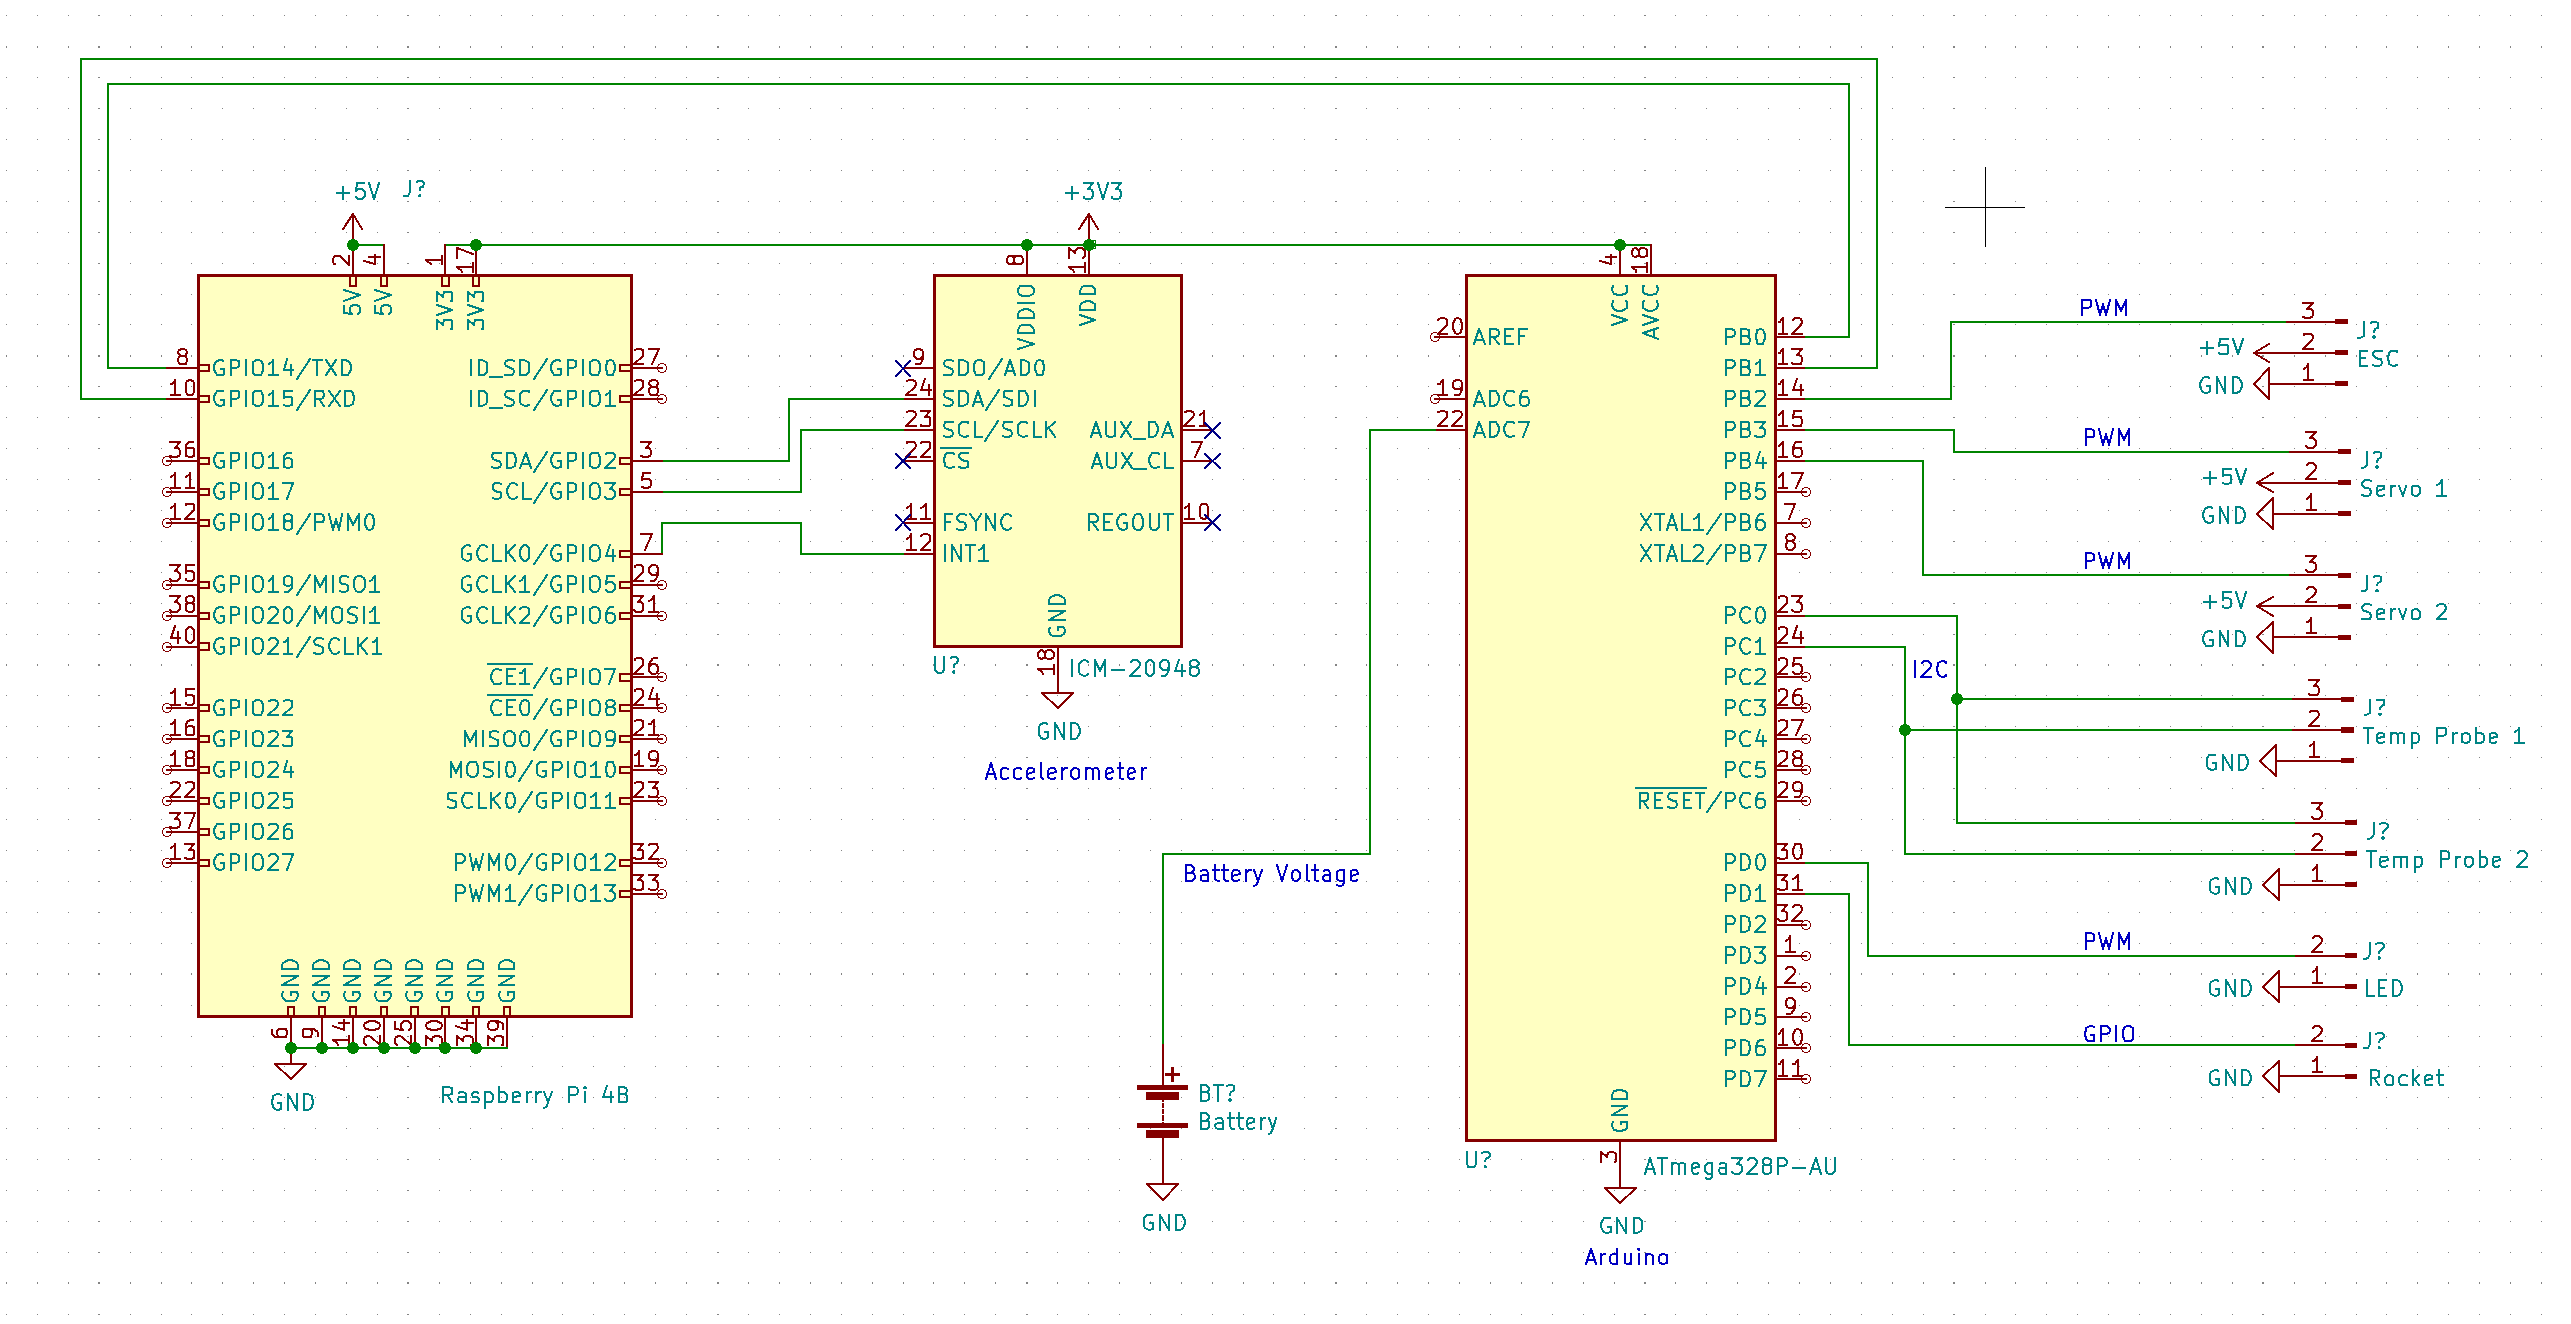 +5V
J?
2
4
1
17
5V
5V
3V3
3V3
8
GPIO14/TXD
10
GPIO15/RXD
36
GPIO16
11
GPIO17
12
GPIO18/PWM0
35
GPIO19/MISO1
38
GPIO20/MOSI1
40
GPIO21/SCLK1
15
GPIO22
16
GPIO23
18
GPIO24
22
GPIO25
37
GPIO26
13
GPIO27
ID_SD/GPIO0
27
ID_SC/GPIO1
28
SDA/GPIO2
3
SCL/GPIO3
5
GCLK0/GPIO4
7
GCLK1/GPIO5
29
GCLK2/GPIO6
31
CE1/GPIO7
26
CE0/GPIO8
24
MISO0/GPIO9
21
MOSI0/GPIO10
19
SCLK0/GPIO11
23
PWM0/GPIO12
32
PWM1/GPIO13
33
GND
GND
GND
GND
GND
GND
GND
GND
6
9
14
20
25
30
34
39
GND
Raspberry Pi 4B
+3V3
8
13
VDDIO
VDD
9
SDO/AD0
24
SDA/SDI
23
SCL/SCLK
22
CS
11
FSYNC
12
INT1
AUX_DA
21
AUX_CL
7
REGOUT
10
GND
18
U?
ICM-20948
GND
Accelerometer
Battery Voltage
+
BT?
Battery
GND
4
18
VCC
AVCC
20
AREF
19
ADC6
22
ADC7
PB0
12
PB1
13
PB2
14
PB3
15
PB4
16
PB5
17
XTAL1/PB6
7
XTAL2/PB7
8
PC0
23
PC1
24
PC2
25
PC3
26
PC4
27
PC5
28
RESET/PC6
29
PD0
30
PD1
31
PD2
32
PD3
1
PD4
2
PD5
9
PD6
10
PD7
11
GND
3
U?
ATmega328P-AU
GND
Arduino
PWM
3
J?
+5V
2
ESC
GND
1
PWM
3
J?
+5V
2
Servo 1
GND
1
PWM
3
J?
+5V
2
Servo 2
GND
1
I2C
3
J?
2
Temp Probe 1
GND
1
3
J?
2
Temp Probe 2
GND
1
PWM
2
J?
GND
1
LED
GPIO
2
J?
GND
1
Rocket